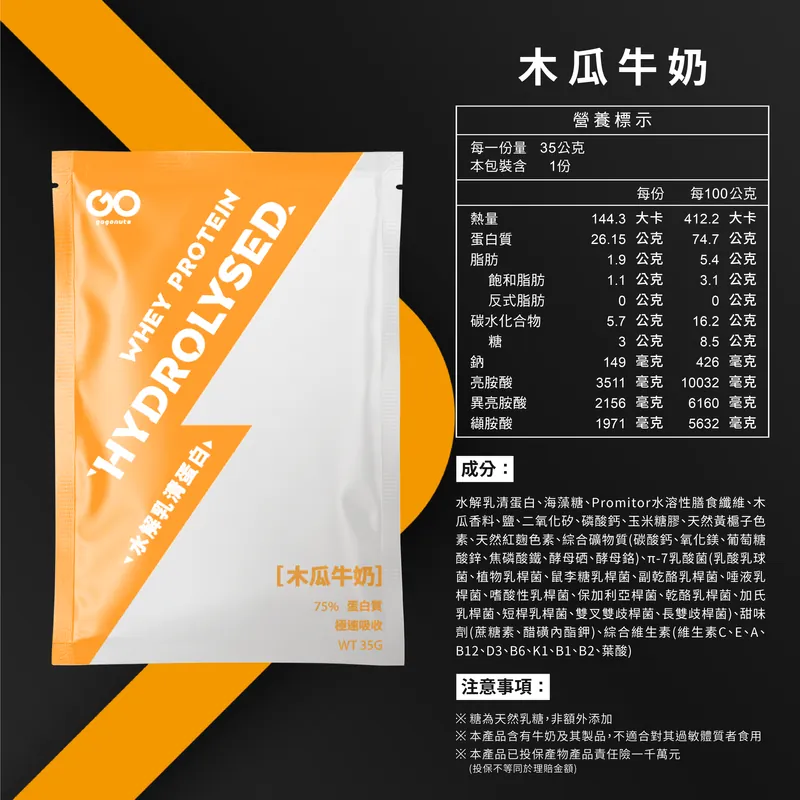 GO
gogonuts
WHEY PROTEIN
HYDROLYSED
水解乳清蛋白
[木瓜牛奶]
75% 蛋白質
極速吸收
WT 35G
木瓜牛奶
營養標示
每一份量 35公克
本包裝含 1份
每份 每100公克
熱量 144.3 大卡 412.2 大卡
蛋白質 26.15 公克 74.7 公克
脂肪 1.9 公克 5.4 公克
飽和脂肪 1.1 公克 3.1 公克
反式脂肪 0 公克 0 公克
碳水化合物 5.7 公克 16.2 公克
糖 3 公克 8.5 公克
鈉 149 毫克 426 毫克
亮胺酸 3511 毫克 10032 毫克
異亮胺酸 2156 毫克 6160 毫克
纈胺酸 1971 毫克 5632 毫克
成分：
水解乳清蛋白、海藻糖、Promitor水溶性膳食纖維、木
瓜香料、鹽、二氧化矽、磷酸鈣、玉米糖膠、天然黃梔子色
素、天然紅麴色素、綜合礦物質(碳酸鈣、氧化鎂、葡萄糖
酸鋅、焦磷酸鐵、酵母硒、酵母鉻)、π-7乳酸菌(乳酸乳球
菌、植物乳桿菌、鼠李糖乳桿菌、副乾酪乳桿菌、唾液乳
桿菌、嗜酸性乳桿菌、保加利亞桿菌、乾酪乳桿菌、加氏
乳桿菌、短桿乳桿菌、雙叉雙歧桿菌、長雙歧桿菌)、甜味
劑(蔗糖素、醋磺內酯鉀)、綜合維生素(維生素C、E、A、
B12、D3、B6、K1、B1、B2、葉酸)
注意事項：
※糖為天然乳糖，非額外添加
※本產品含有牛奶及其製品，不適合對其過敏體質者食用
※本產品已投保產物產品責任險一千萬元
(投保不等同於理賠金額)